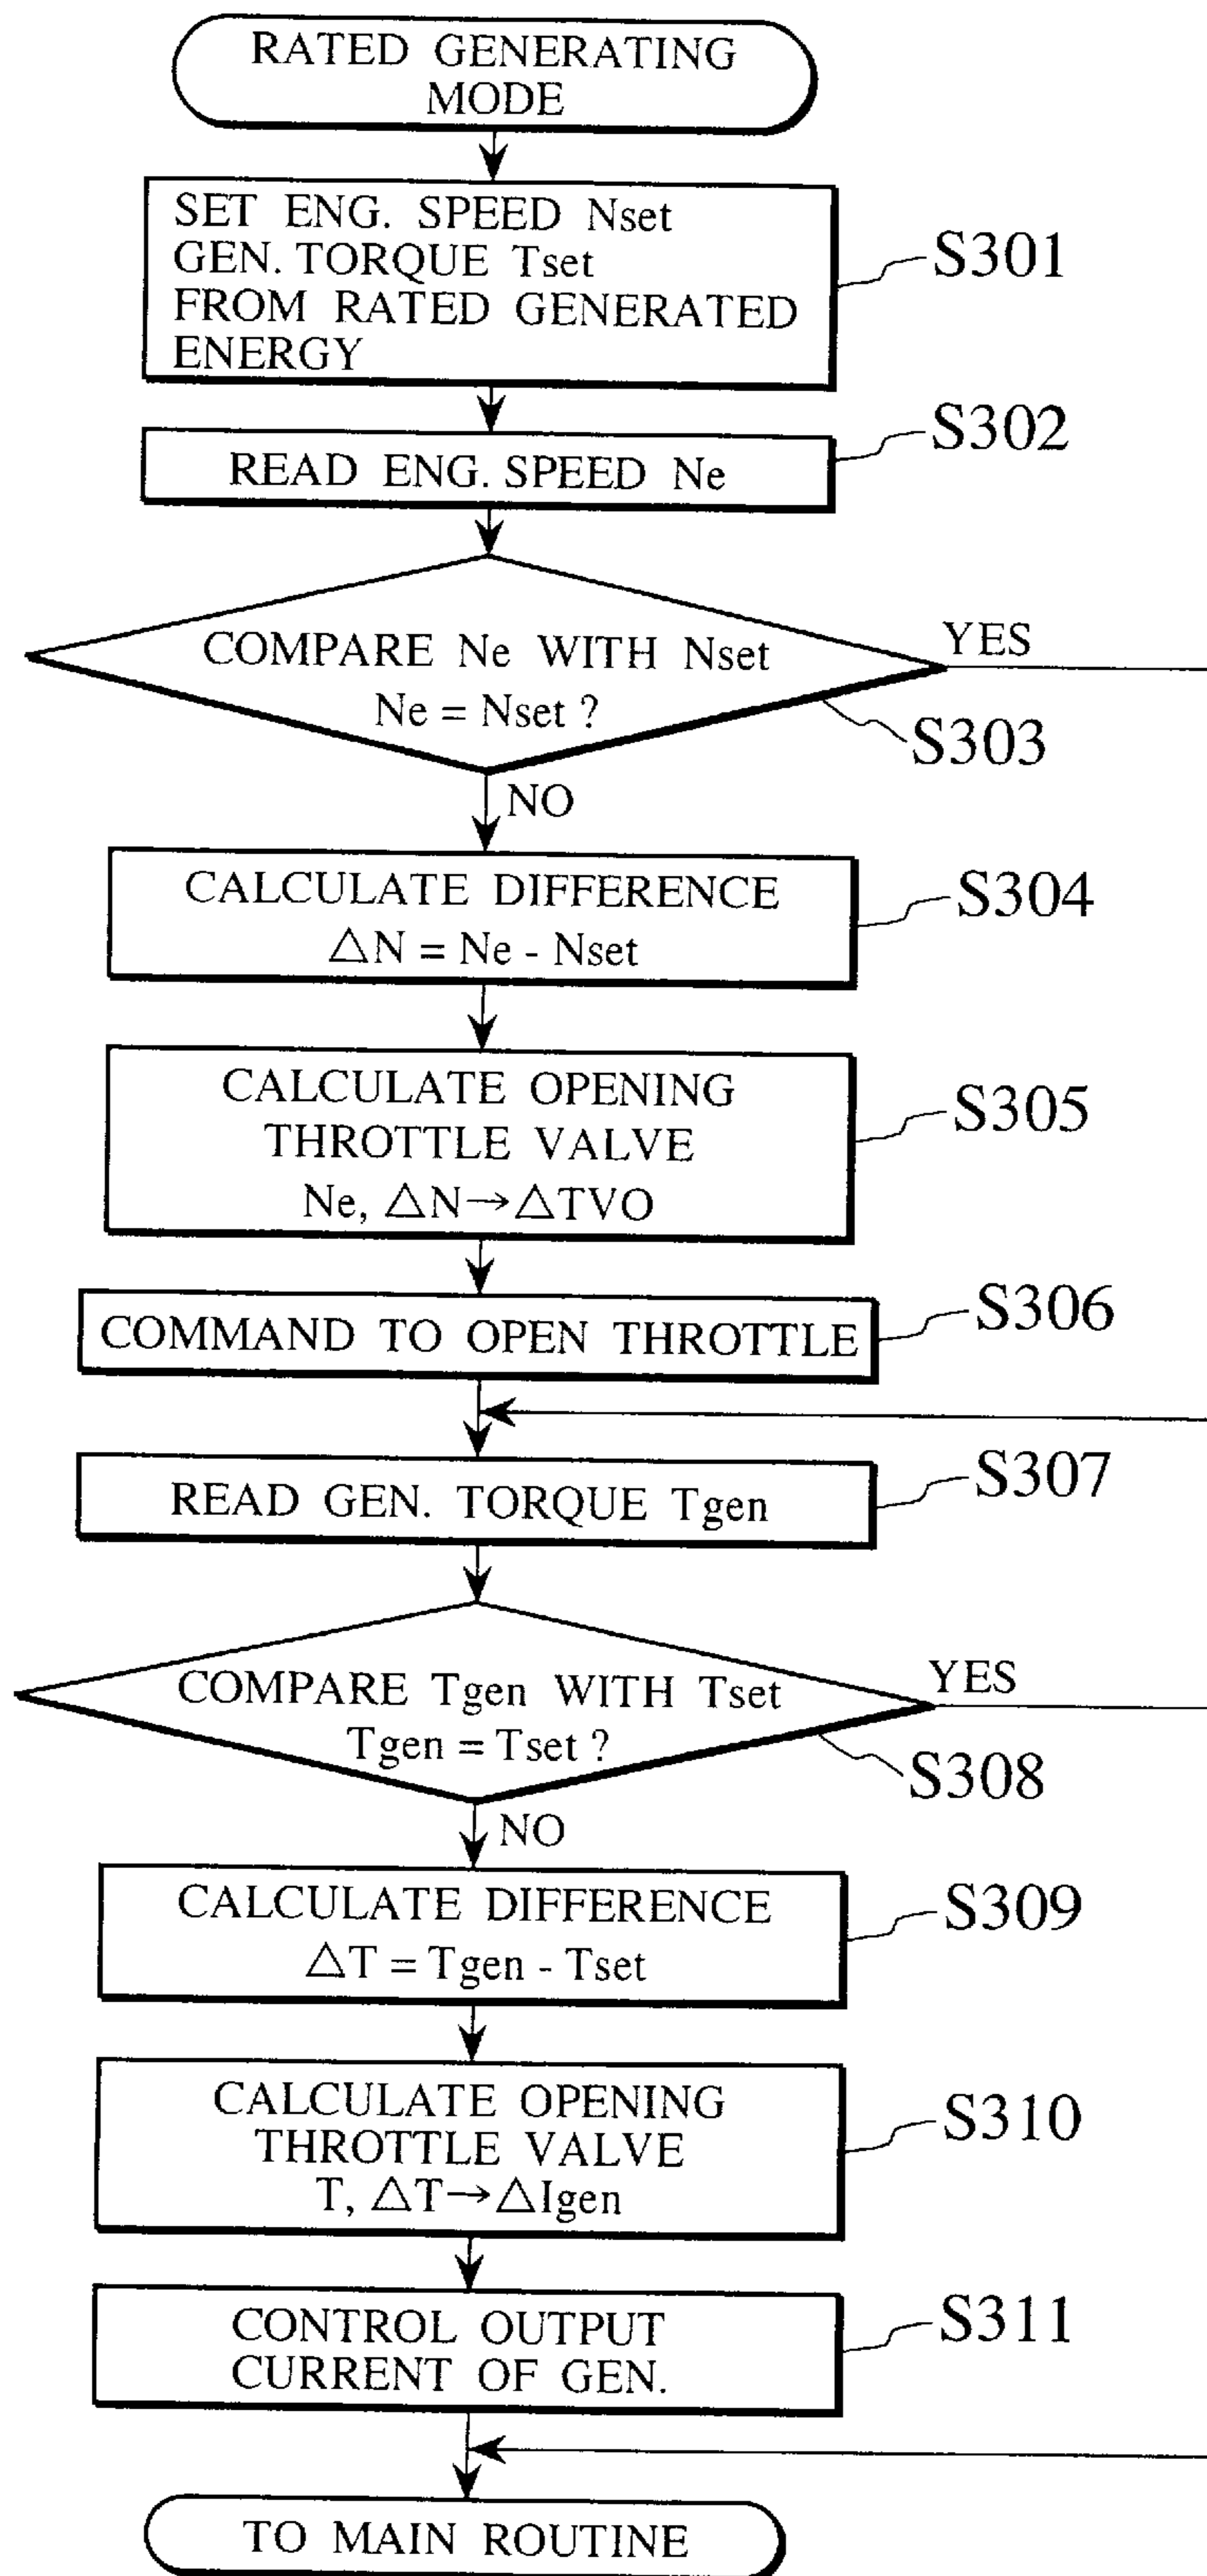 RATED GENERATING
MODE
SET ENG. SPEED Nset
GEN. TORQUE Tset
FROM RATED GENERATED
ENERGY
S301
READ ENG. SPEED Ne
S302
COMPARE Ne WITH Nset
Ne = Nset ?
YES
S303
NO
CALCULATE DIFFERENCE
△N = Ne - Nset
S304
CALCULATE OPENING
THROTTLE VALVE
Ne, △N→△TVO
S305
COMMAND TO OPEN THROTTLE
S306
READ GEN. TORQUE Tgen
S307
COMPARE Tgen WITH Tset
Tgen = Tset ?
YES
S308
NO
CALCULATE DIFFERENCE
△T = Tgen - Tset
S309
CALCULATE OPENING
THROTTLE VALVE
T, △T→△Igen
S310
CONTROL OUTPUT
CURRENT OF GEN.
S311
TO MAIN ROUTINE